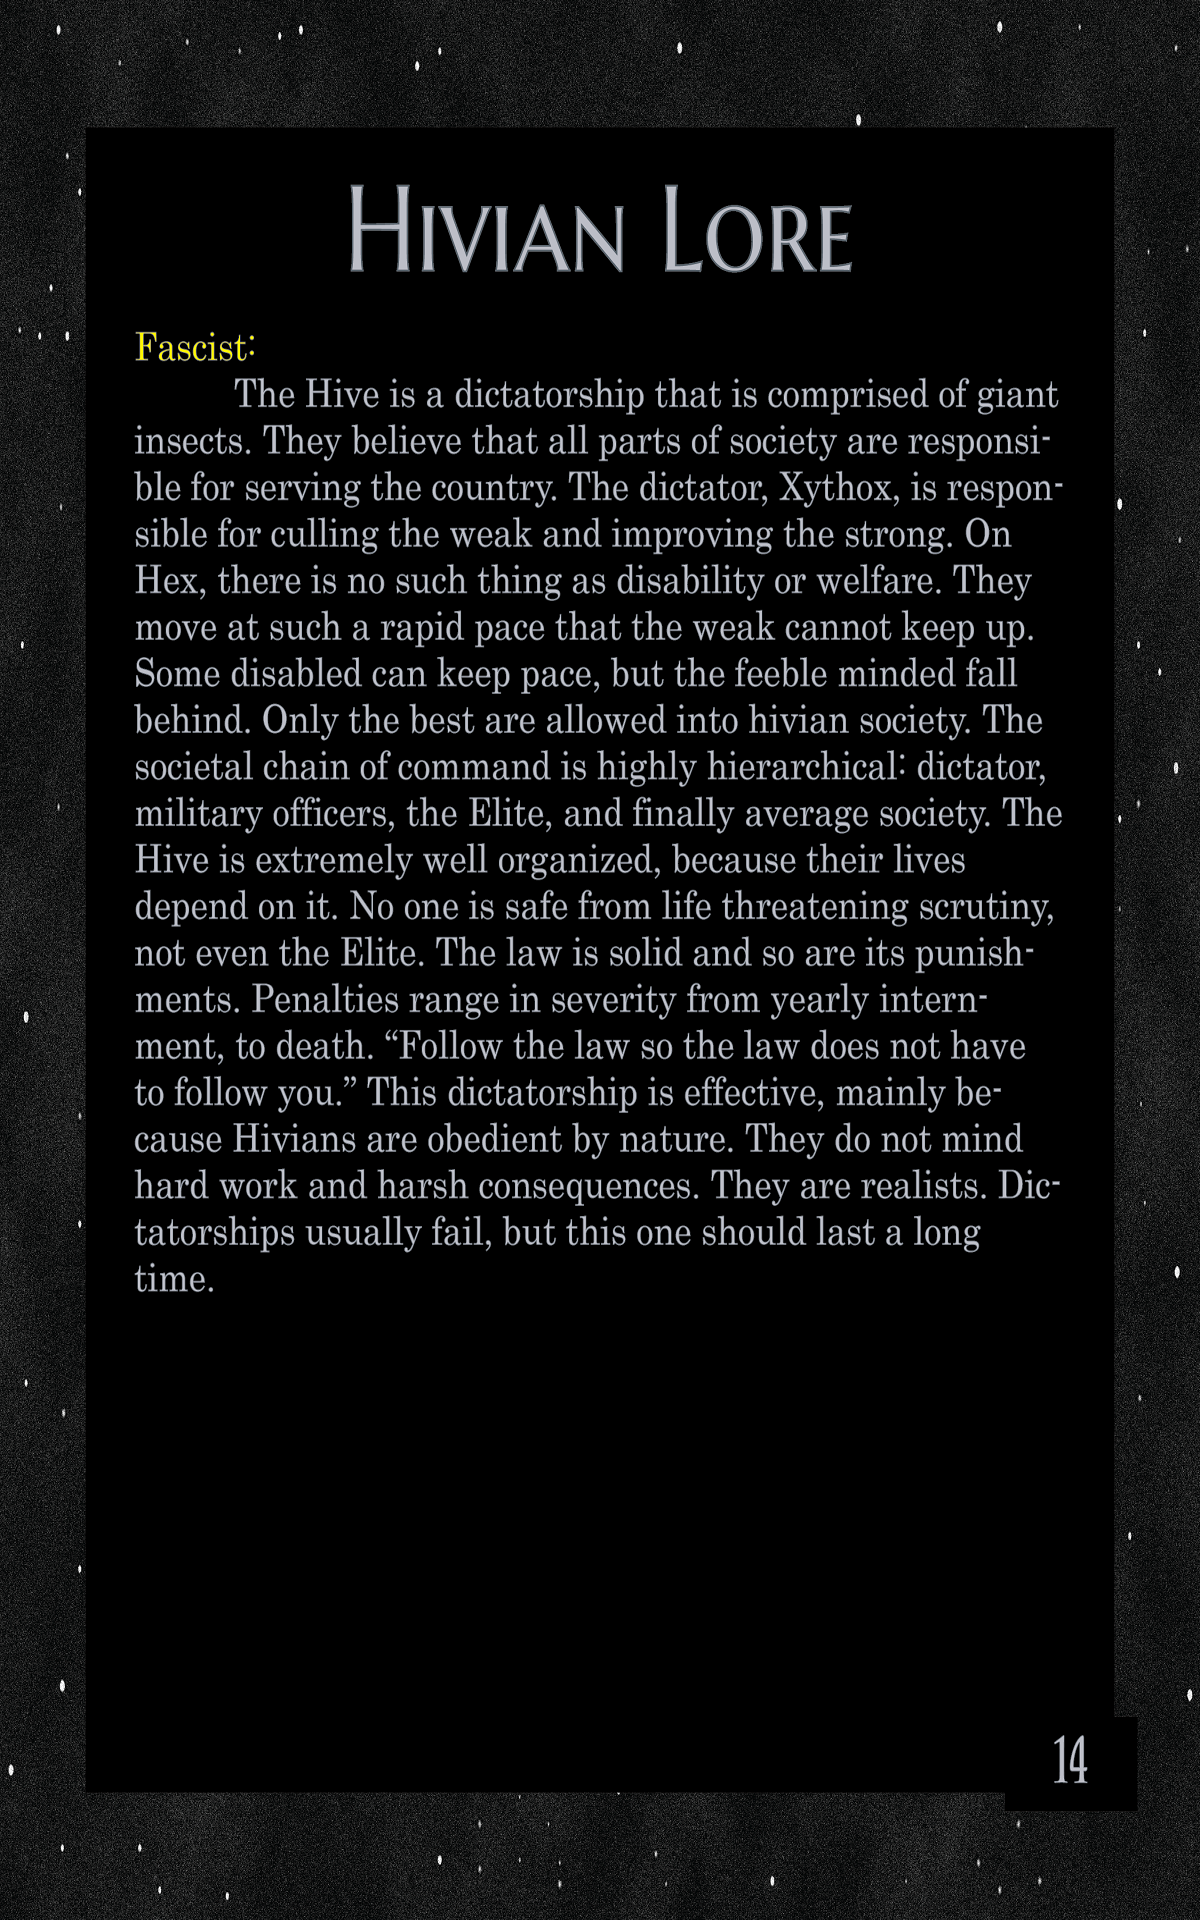 Hivian Lore
Fascist:
The Hive is a dictatorship that is comprised of giant
insects. They believe that all parts of society are responsi-
ble for serving the country. The dictator, Xythox, is respon-
sible for culling the weak and improving the strong. On
Hex, there is no such thing as disability or welfare. They
move at such a rapid pace that the weak cannot keep up.
Some disabled can keep pace, but the feeble minded fall
behind. Only the best are allowed into hivian society. The
societal chain of command is highly hierarchical: dictator,
military officers, the Elite, and finally average society. The
Hive is extremely well organized, because their lives
depend on it. No one is safe from life threatening scrutiny,
not even the Elite. The law is solid and so are its punish-
ments. Penalties range in severity from yearly intern-
ment, to death. “Follow the law so the law does not have
to follow you.” This dictatorship is effective, mainly be-
cause Hivians are obedient by nature. They do not mind
hard work and harsh consequences. They are realists. Dic-
tatorships usually fail, but this one should last a long
time.
14